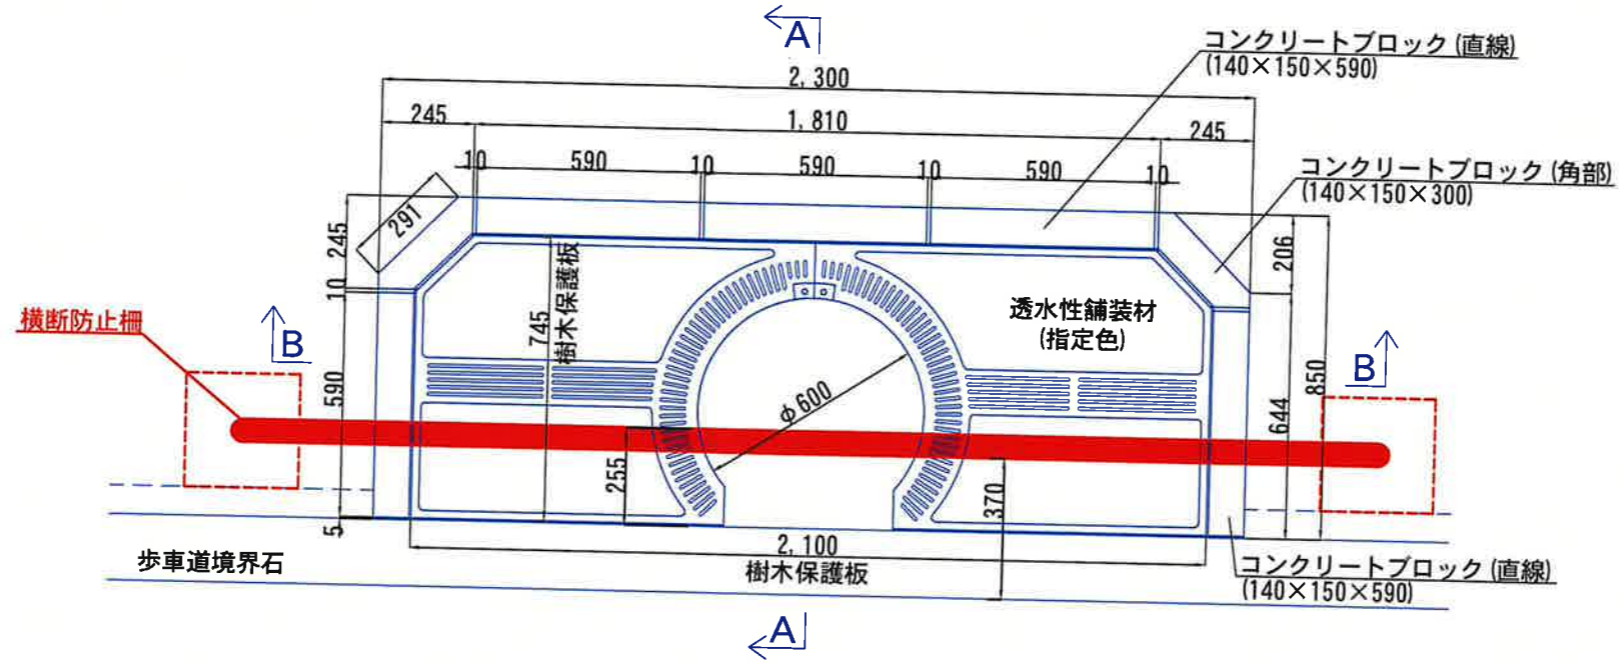 A
コンクリートブロック(直線)
(140×150×590)
2,300
245
1,810
245
10
590
10
590
10
590
10
コンクリートブロック(角部)
(140×150×300)
291
245
206
10
745
樹木保護板
透水性舗装材
(指定色)
横断防止柵
B
B
590
φ600
850
644
255
370
5
2,100
樹木保護板
歩車道境界石
コンクリートブロック(直線)
(140×150×590)
A